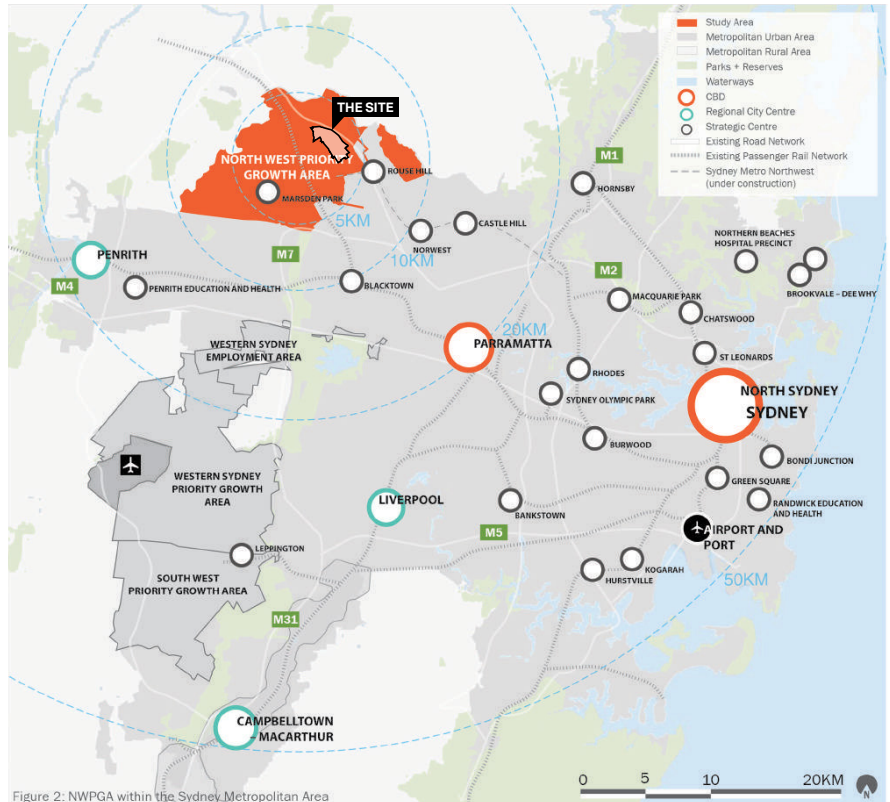 Study Area
Metropolitan Urban Area
Metropolitan Rural Area
Parks + Reserves
Waterways
CBD
Regional City Centre
Strategic Centre
Existing Road Network
Existing Passenger Rail Network
Sydney Metro Northwest
(under construction)
THE SITE
NORTH WEST PRIORITY
GROWTH AREA
ROUSE HILL
MARSDEN PARK
5KM
M1
HORNSBY
CASTLE HILL
NORWEST
10KM
NORTHERN BEACHES
HOSPITAL PRECINCT
PENRITH
M7
M4
PENRITH EDUCATION AND HEALTH
BLACKTOWN
M2
MACQUARIE PARK
BROOKVALE – DEE WHY
CHATSWOOD
20KM
PARRAMATTA
WESTERN SYDNEY
EMPLOYMENT AREA
ST LEONARDS
RHODES
SYDNEY OLYMPIC PARK
NORTH SYDNEY
SYDNEY
BURWOOD
BONDI JUNCTION
WESTERN SYDNEY
PRIORITY GROWTH
AREA
GREEN SQUARE
LIVERPOOL
BANKSTOWN
RANDWICK EDUCATION
AND HEALTH
M5
AIRPORT AND
PORT
LEPPINGTON
KOGARAH
HURSTVILLE
50KM
SOUTH WEST
PRIORITY GROWTH AREA
M31
CAMPBELLTOWN
– MACARTHUR
0 5 10 20KM
N
Figure 2: NWPGA within the Sydney Metropolitan Area